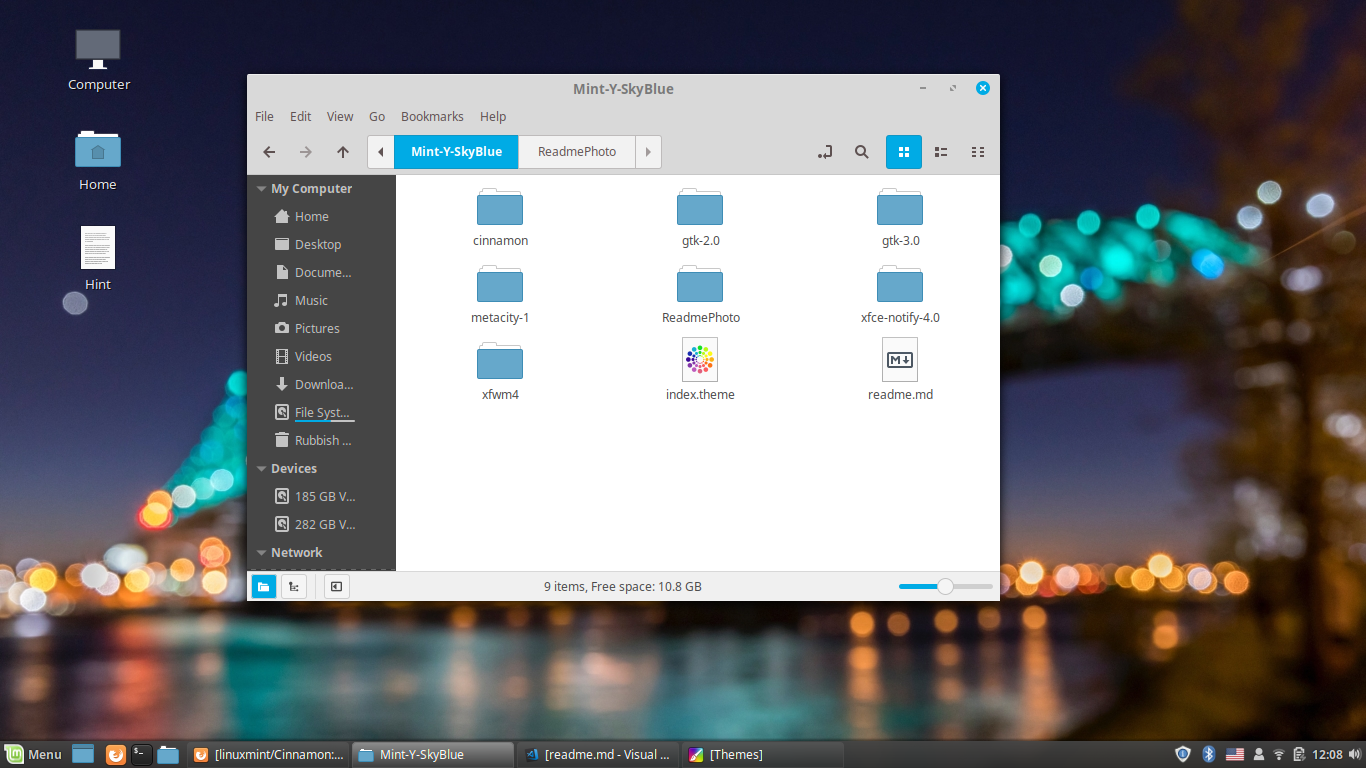 Computer
Home
Hint
Mint-Y-SkyBlue
File Edit View Go Bookmarks Help
Mint-Y-SkyBlue ReadmePhoto
My Computer
Home
Desktop
Docume...
Music
Pictures
Videos
Downloa...
File Syst...
Rubbish ...
Devices
185 GB V...
282 GB V...
Network
cinnamon gtk-2.0 gtk-3.0
metacity-1 ReadmePhoto xfce-notify-4.0
xfwm4 index.theme readme.md
9 items, Free space: 10.8 GB
Menu [linuxmint/Cinnamon:... Mint-Y-SkyBlue [readme.md - Visual ... [Themes] 12:08